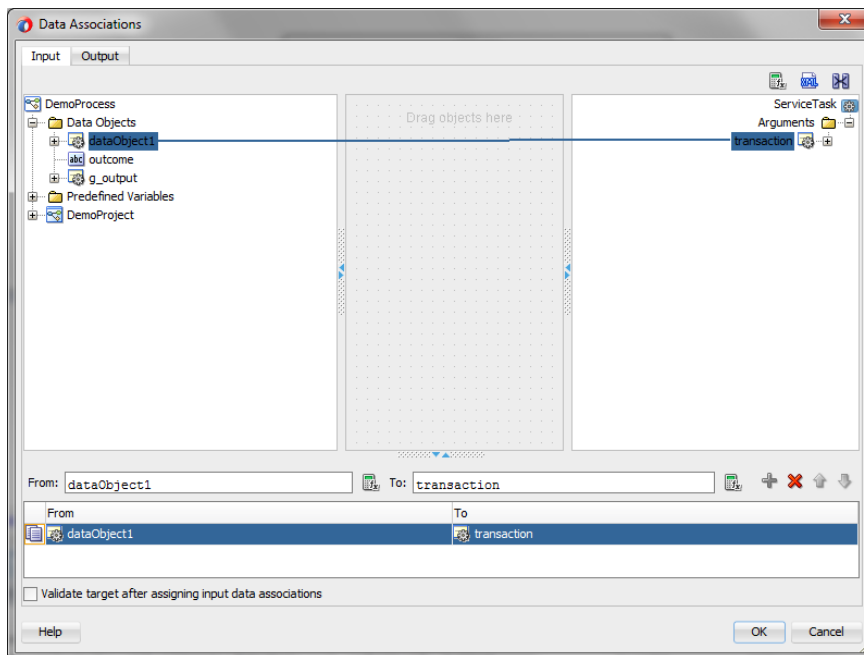 Data Associations
Input Output
DemoProcess
Data Objects
dataObject1
abc outcome
g_output
Predefined Variables
DemoProject
Drag objects here
ServiceTask
Arguments
transaction
From: dataObject1 To: transaction
From To
dataObject1 transaction
Validate target after assigning input data associations
Help OK Cancel